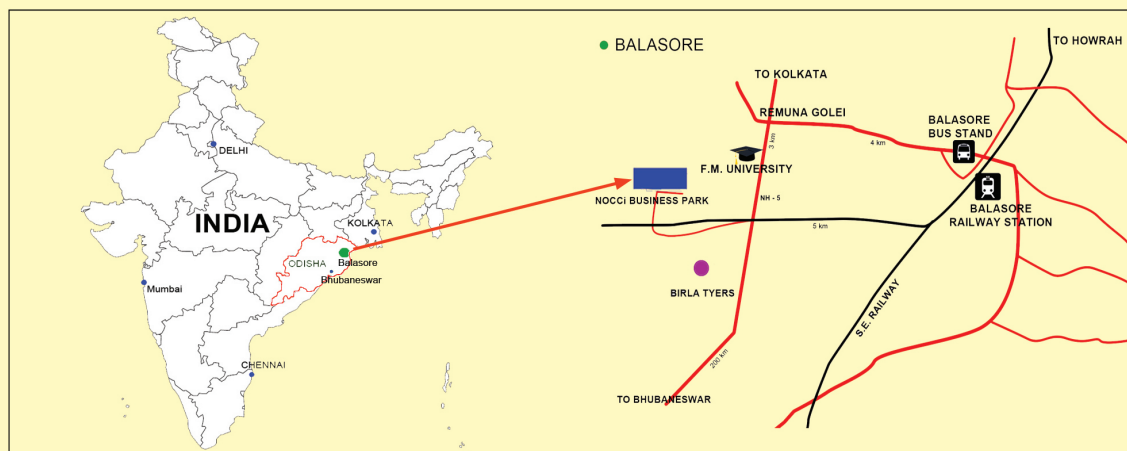 DELHI
INDIA
KOLKATA
ODISHA
Balasore
Bhubaneswar
Mumbai
CHENNAI
BALASORE
TO HOWRAH
TO KOLKATA
REMUNA GOLEI
BALASORE
BUS STAND
3 km
4 km
F.M. UNIVERSITY
NOCCi BUSINESS PARK
NH - 5
BALASORE
RAILWAY STATION
5 km
BIRLA TYERS
S.E. RAILWAY
200 km
TO BHUBANESWAR